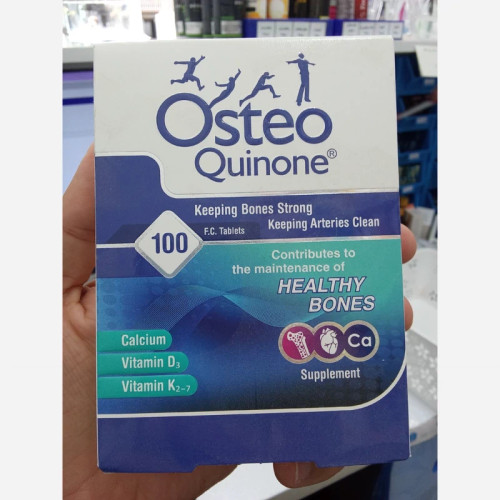 Osteo
Quinone®
Keeping Bones Strong
F.C. Tablets Keeping Arteries Clean
100
Contributes to
the maintenance of
HEALTHY
BONES
Ca
Calcium
Vitamin D₃
Vitamin K₂₋₇
Supplement